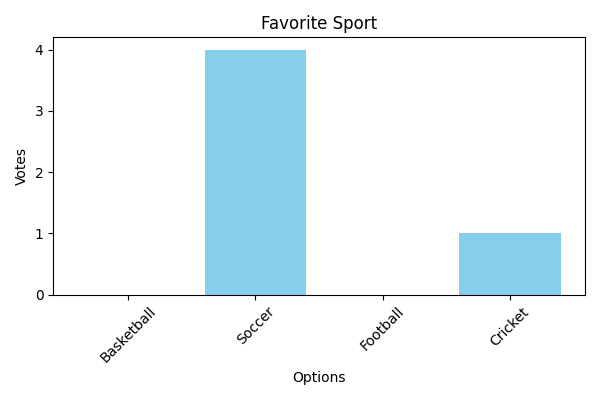 Favorite Sport
Votes
4
3
2
1
0
Basketball
Soccer
Football
Cricket
Options